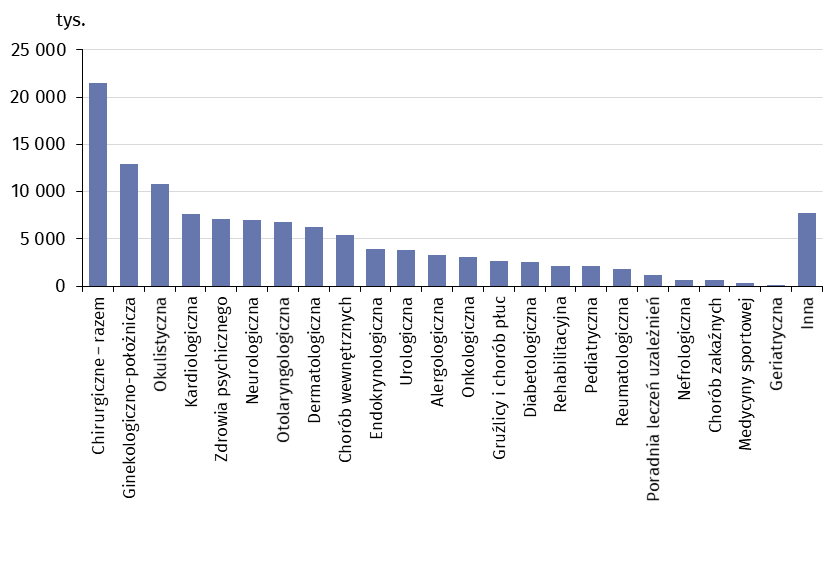 tys.
25 000
20 000
15 000
10 000
5 000
0
Chirurgiczne – razem
Ginekologiczno-położnicza
Okulistyczna
Kardiologiczna
Zdrowia psychicznego
Neurologiczna
Otolaryngologiczna
Dermatologiczna
Chorób wewnętrznych
Endokrynologiczna
Urologiczna
Alergologiczna
Onkologiczna
Gruźlicy i chorób płuc
Diabetologiczna
Rehabilitacyjna
Pediatryczna
Reumatologiczna
Poradnia leczeń uzależnień
Nefrologiczna
Chorób zakaźnych
Medycyny sportowej
Geriatryczna
Inna